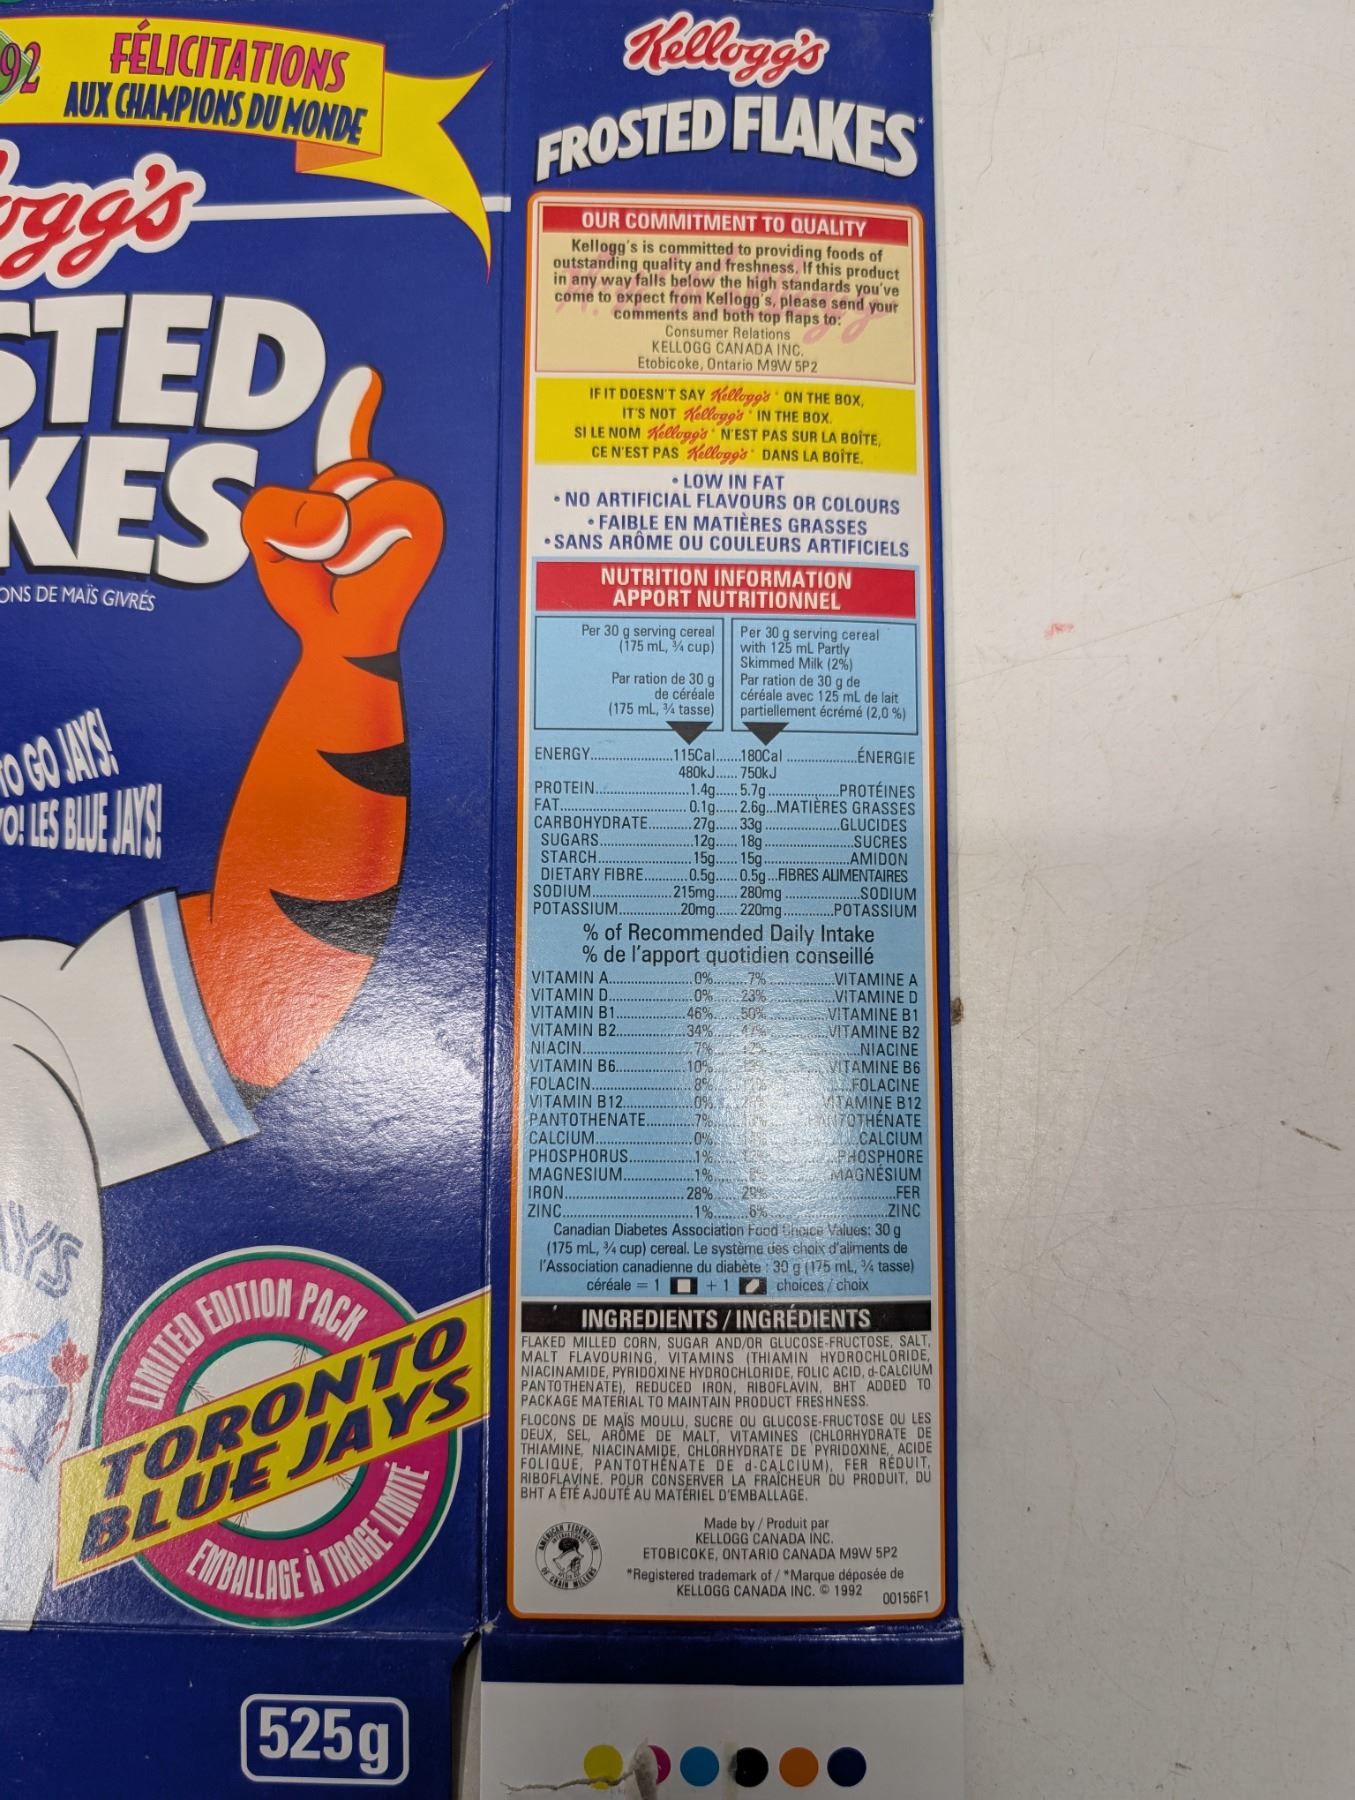 92
FÉLICITATIONS
AUX CHAMPIONS DU MONDE
ogg's
STED
KES
ONS DE MAÏS GIVRÉS
TO GO JAYS!
O! LES BLUE JAYS!
AYS
LIMITED EDITION PACK
TORONTO
BLUE JAYS
EMBALLAGE À TIRAGE LIMITÉ
525g
Kellogg's
FROSTED FLAKES*
OUR COMMITMENT TO QUALITY
Kellogg's is committed to providing foods of
outstanding quality and freshness. If this product
in any way falls below the high standards you've
come to expect from Kellogg's, please send your
comments and both top flaps to:
Consumer Relations
KELLOGG CANADA INC.
Etobicoke, Ontario M9W 5P2
IF IT DOESN'T SAY Kellogg's* ON THE BOX,
IT'S NOT Kellogg's* IN THE BOX.
SI LE NOM Kellogg's* N'EST PAS SUR LA BOÎTE,
CE N'EST PAS Kellogg's* DANS LA BOÎTE.
• LOW IN FAT
• NO ARTIFICIAL FLAVOURS OR COLOURS
• FAIBLE EN MATIÈRES GRASSES
• SANS ARÔME OU COULEURS ARTIFICIELS
NUTRITION INFORMATION
APPORT NUTRITIONNEL
Per 30 g serving cereal
(175 mL, ¾ cup)
Par ration de 30 g
de céréale
(175 mL, ¾ tasse)
Per 30 g serving cereal
with 125 mL Partly
Skimmed Milk (2%)
Par ration de 30 g de
céréale avec 125 mL de lait
partiellement écrémé (2,0 %)
ENERGY 115Cal 180Cal ÉNERGIE
480kJ 750kJ
PROTEIN 1.4g 5.7g PROTÉINES
FAT 0.1g 2.6g MATIÈRES GRASSES
CARBOHYDRATE 27g 33g GLUCIDES
SUGARS 12g 18g SUCRES
STARCH 15g 15g AMIDON
DIETARY FIBRE 0.5g 0.5g FIBRES ALIMENTAIRES
SODIUM 215mg 280mg SODIUM
POTASSIUM 20mg 220mg POTASSIUM
% of Recommended Daily Intake
% de l'apport quotidien conseillé
VITAMIN A 0% 7% VITAMINE A
VITAMIN D 0% 23% VITAMINE D
VITAMIN B1 46% 50% VITAMINE B1
VITAMIN B2 34% 47% VITAMINE B2
NIACIN 7% NIACINE
VITAMIN B6 10% VITAMINE B6
FOLACIN 8% FOLACINE
VITAMIN B12 0% VITAMINE B12
PANTOTHENATE 7% PANTOTHÉNATE
CALCIUM 0% CALCIUM
PHOSPHORUS 1% PHOSPHORE
MAGNESIUM 1% MAGNÉSIUM
IRON 28% 29% FER
ZINC 1% 6% ZINC
Canadian Diabetes Association Food Choice Values: 30 g
(175 mL, ¾ cup) cereal. Le système des choix d'aliments de
l'Association canadienne du diabète : 30 g (175 mL, ¾ tasse)
céréale = 1 ■ + 1 choices / choix
INGREDIENTS / INGRÉDIENTS
FLAKED MILLED CORN, SUGAR AND/OR GLUCOSE-FRUCTOSE, SALT,
MALT FLAVOURING, VITAMINS (THIAMIN HYDROCHLORIDE,
NIACINAMIDE, PYRIDOXINE HYDROCHLORIDE, FOLIC ACID, d-CALCIUM
PANTOTHENATE), REDUCED IRON, RIBOFLAVIN, BHT ADDED TO
PACKAGE MATERIAL TO MAINTAIN PRODUCT FRESHNESS.
FLOCONS DE MAÏS MOULU, SUCRE OU GLUCOSE-FRUCTOSE OU LES
DEUX, SEL, ARÔME DE MALT, VITAMINES (CHLORHYDRATE DE
THIAMINE, NIACINAMIDE, CHLORHYDRATE DE PYRIDOXINE, ACIDE
FOLIQUE, PANTOTHÉNATE DE d-CALCIUM), FER RÉDUIT,
RIBOFLAVINE. POUR CONSERVER LA FRAÎCHEUR DU PRODUIT, DU
BHT A ÉTÉ AJOUTÉ AU MATÉRIEL D'EMBALLAGE.
AMERICAN FEDERATION
OF GRAIN MILLERS
Made by / Produit par
KELLOGG CANADA INC.
ETOBICOKE, ONTARIO CANADA M9W 5P2
*Registered trademark of / *Marque déposée de
KELLOGG CANADA INC. © 1992
00156F1